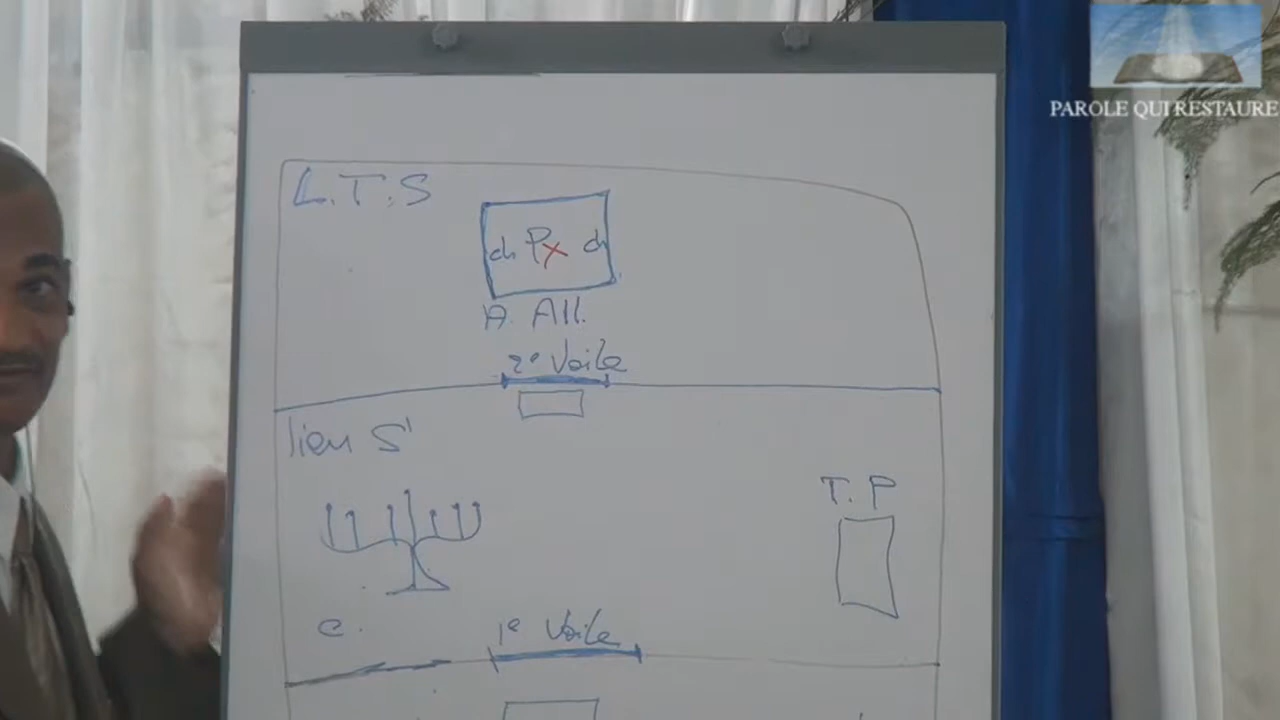 PAROLE QUI RESTAURE
L.T.S
ch Px ch
A. All.
2e Voile
lieu S'
T.P
c.
1e Voile